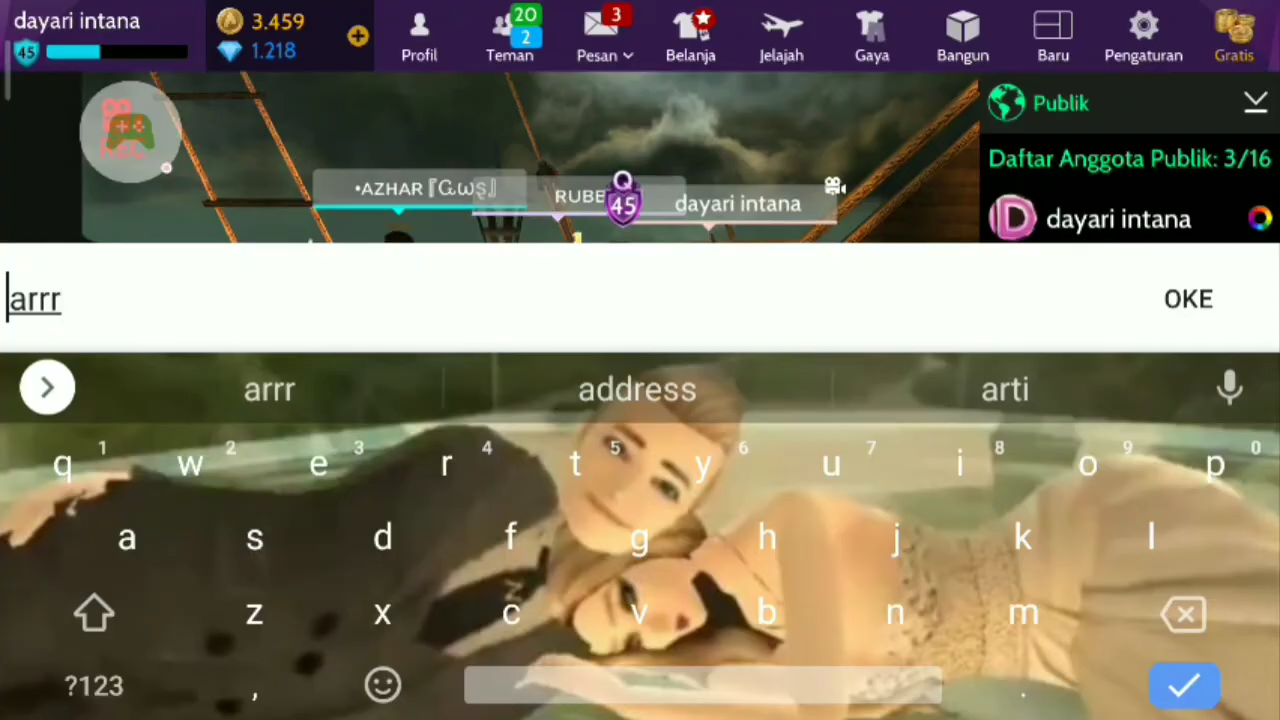 dayari intana
45
3.459
1.218
Profil
20
2
Teman
3
Pesan
Belanja
Jelajah
Gaya
Bangun
Baru
Pengaturan
Gratis
REC
•AZHAR
RUBE
Q
45
dayari intana
Publik
Daftar Anggota Publik: 3/16
D dayari intana
arrr
OKE
arrr address arti
1 2 3 4 5 6 7 8 9 0
q w e r t y u i o p
a s d f g h j k l
z x c v b n m
?123 , .